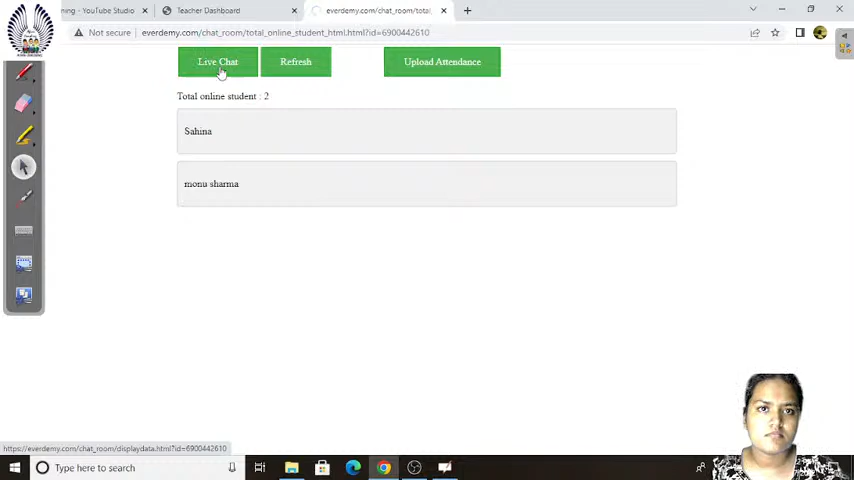 ning - YouTube Studio
Teacher Dashboard
everdemy.com/chat_room/total_
Not secure
everdemy.com/chat_room/total_online_student_html.html?id=6900442610
Live Chat
Refresh
Upload Attendance
Total online student : 2
Sahina
monu sharma
https://everdemy.com/chat_room/displaydata.html?id=6900442610
Type here to search